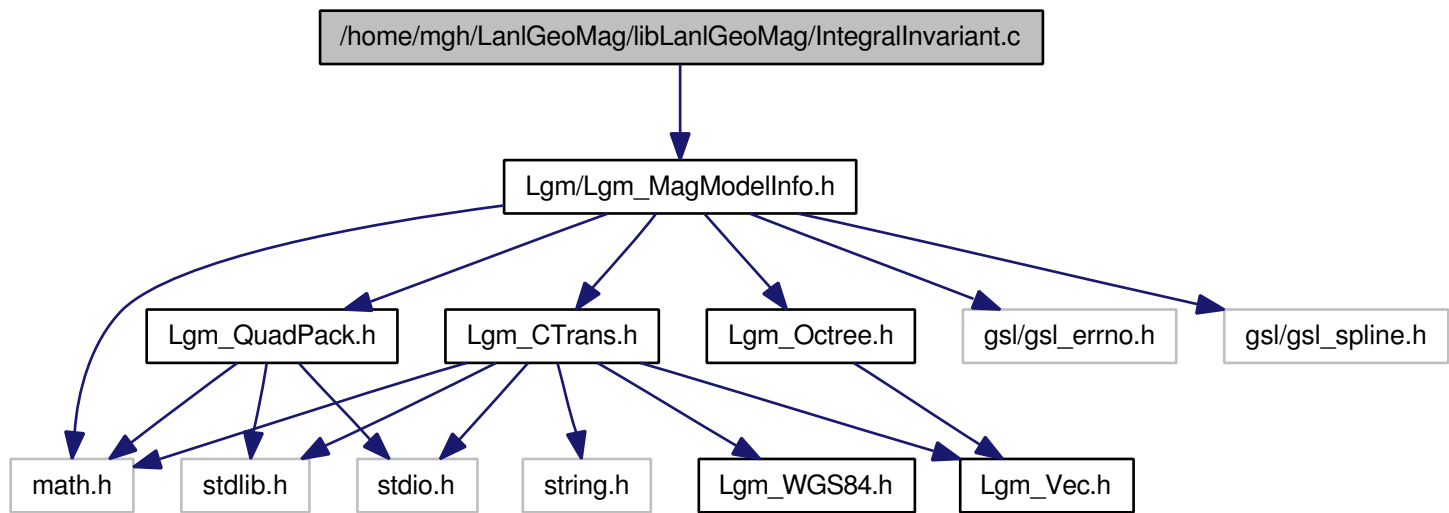 /home/mgh/LanlGeoMag/libLanlGeoMag/IntegralInvariant.c
Lgm/Lgm_MagModelInfo.h
Lgm_QuadPack.h
Lgm_CTrans.h
Lgm_Octree.h
gsl/gsl_errno.h
gsl/gsl_spline.h
math.h
stdlib.h
stdio.h
string.h
Lgm_WGS84.h
Lgm_Vec.h